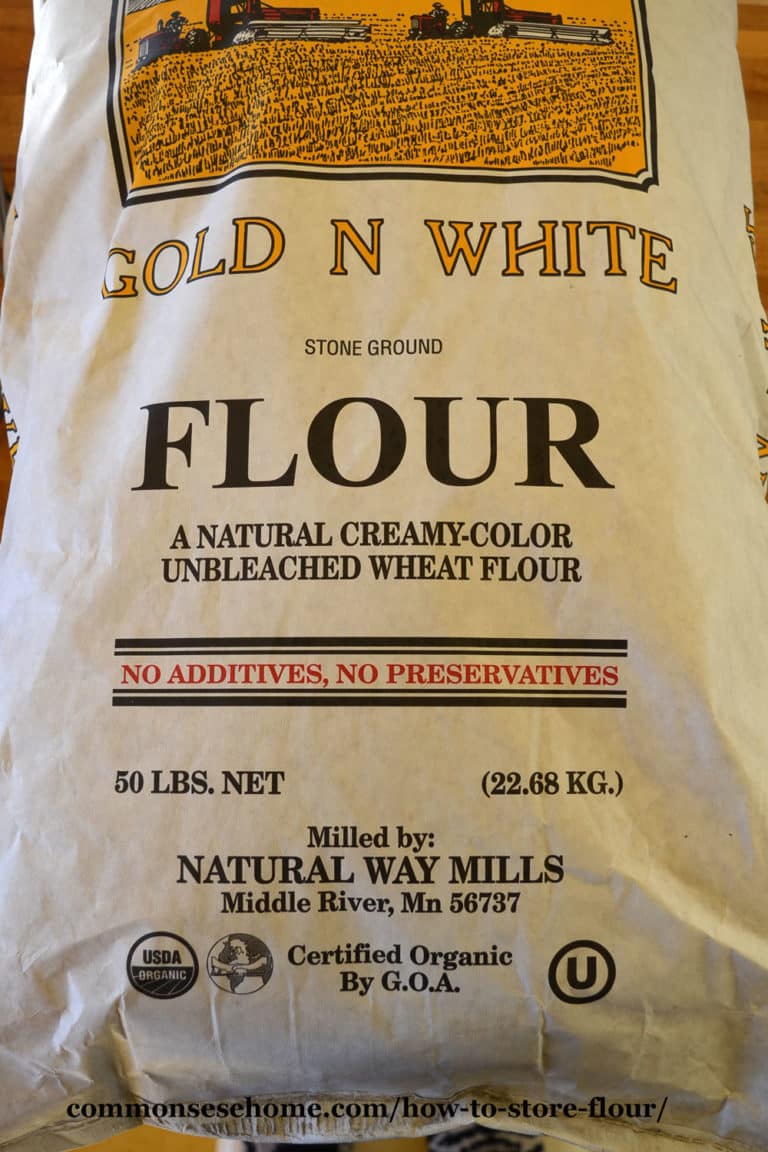 GOLD N WHITE
STONE GROUND
FLOUR
A NATURAL CREAMY-COLOR
UNBLEACHED WHEAT FLOUR
NO ADDITIVES, NO PRESERVATIVES
50 LBS. NET (22.68 KG.)
Milled by:
NATURAL WAY MILLS
Middle River, Mn 56737
USDA
ORGANIC
Certified Organic
By G.O.A.
U
commonsesehome.com/how-to-store-flour/